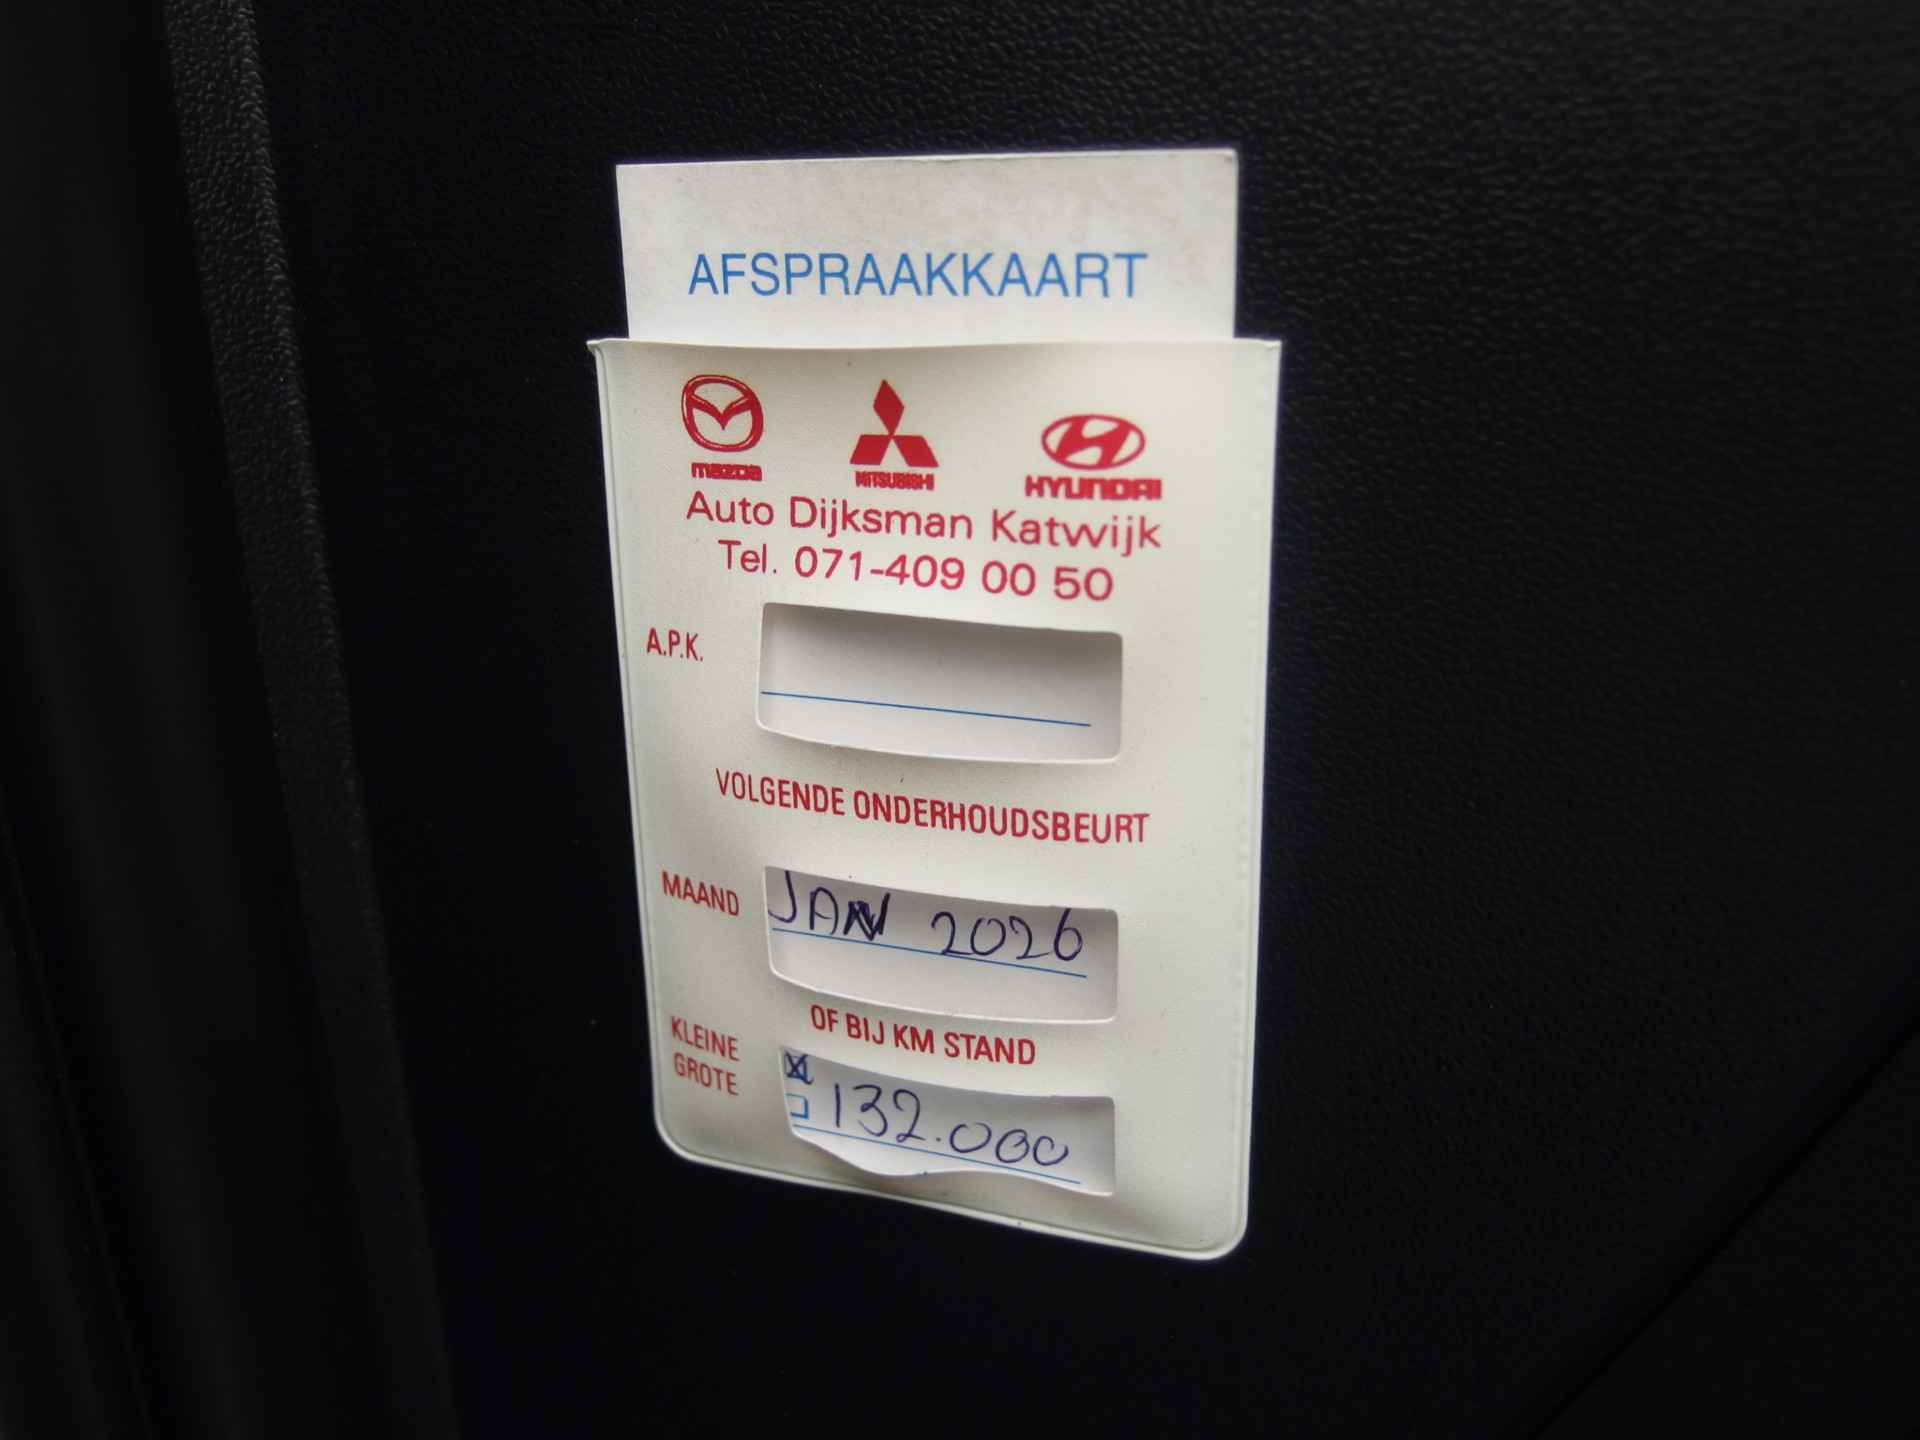 AFSPRAAKKAART
mazda MITSUBISHI HYUNDAI
Auto Dijksman Katwijk
Tel. 071-409 00 50
A.P.K.
VOLGENDE ONDERHOUDSBEURT
MAAND JAN 2026
OF BIJ KM STAND
KLEINE
GROTE 132.000